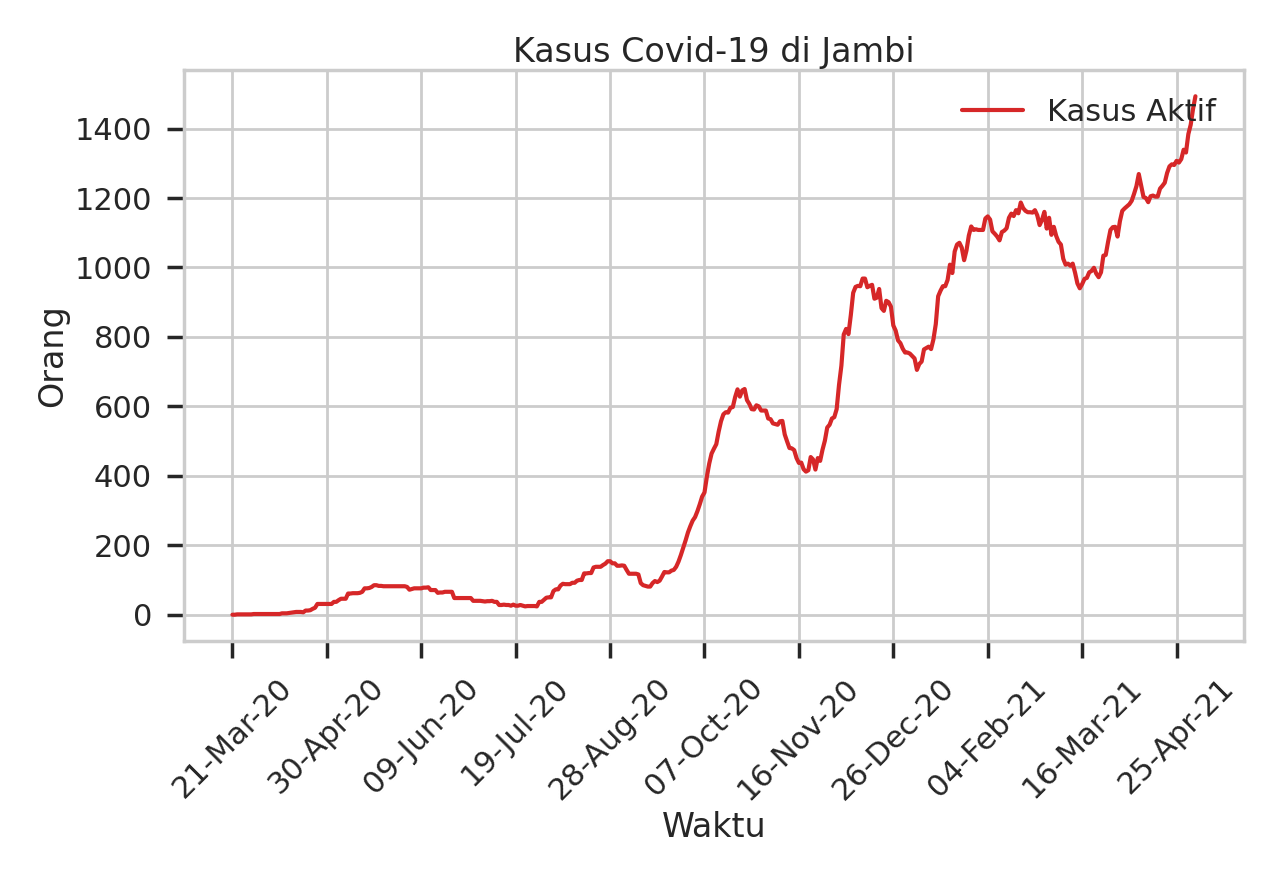 Kasus Covid-19 di Jambi
Kasus Aktif
1400
1200
1000
800
600
400
200
0
Orang
21-Mar-20
30-Apr-20
09-Jun-20
19-Jul-20
28-Aug-20
07-Oct-20
16-Nov-20
26-Dec-20
04-Feb-21
16-Mar-21
25-Apr-21
Waktu